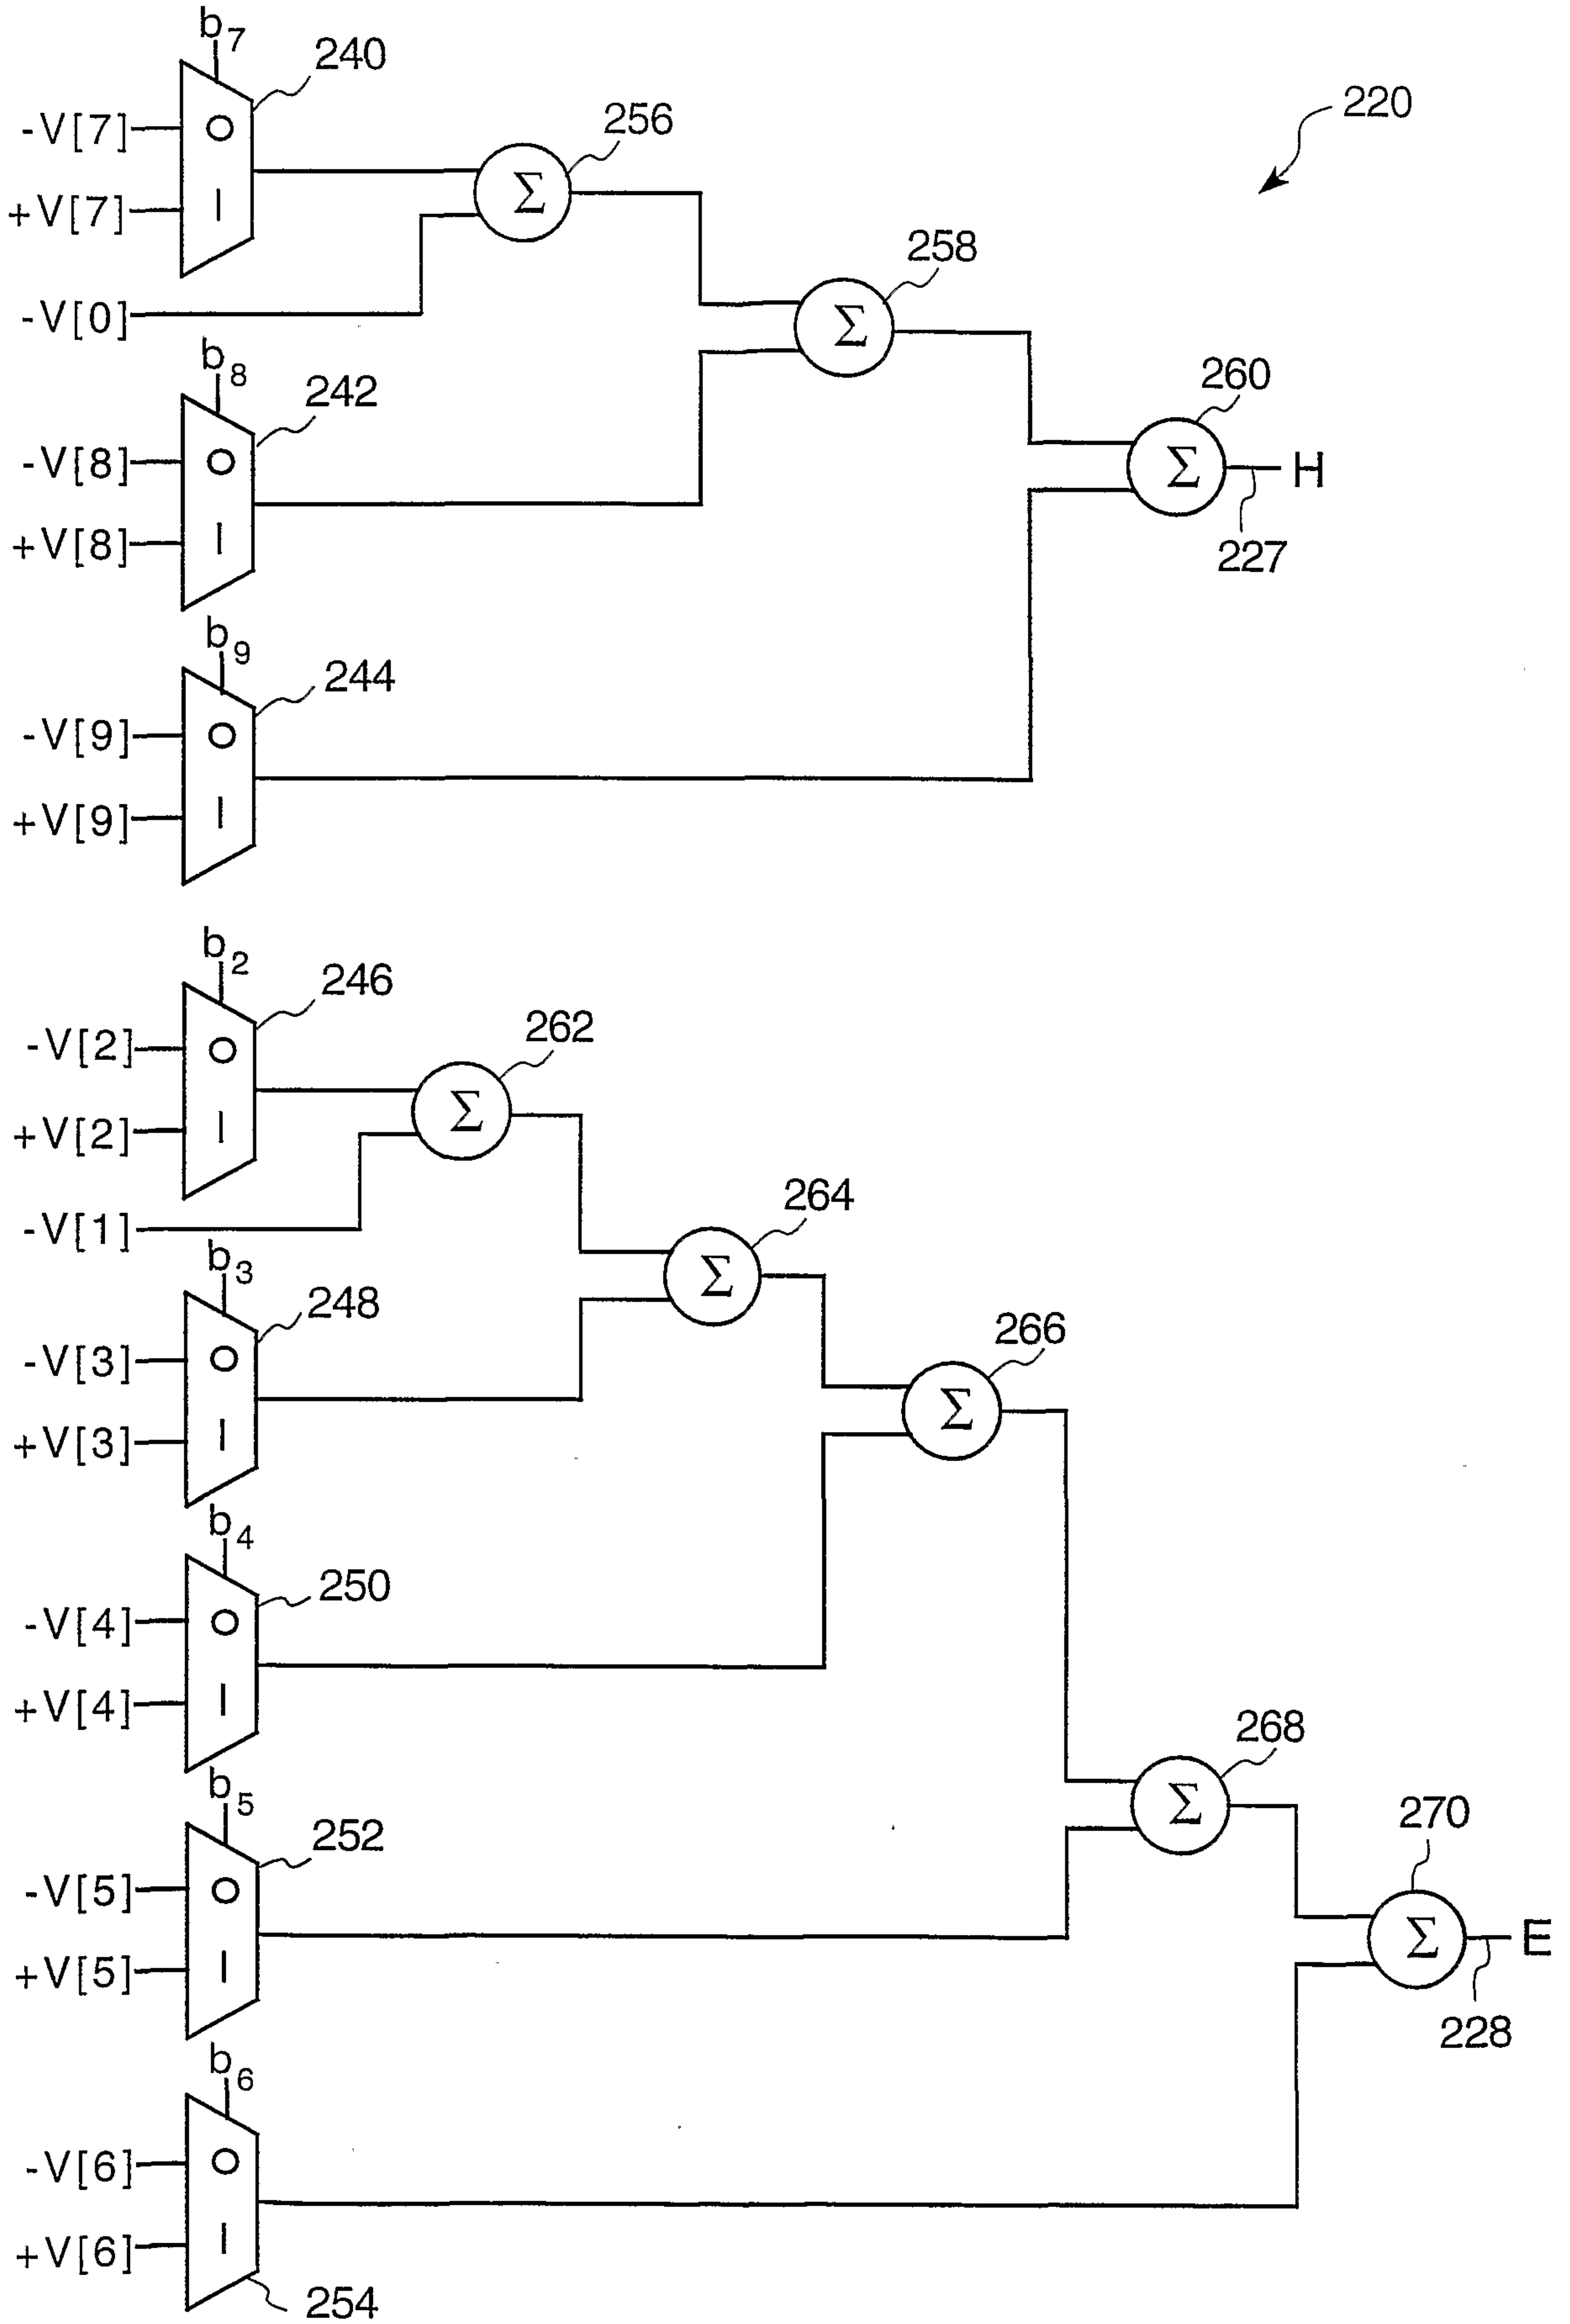 b7
240
-V[7]
O
256
220
Σ
+V[7]
I
258
-V[0]
Σ
b8
242
260
-V[8]
O
Σ
H
+V[8]
I
227
b9
244
-V[9]
O
+V[9]
I
b2
246
-V[2]
O
262
Σ
+V[2]
I
264
-V[1]
b3
Σ
248
266
-V[3]
O
Σ
+V[3]
I
b4
250
-V[4]
O
+V[4]
I
268
b5
Σ
270
252
-V[5]
O
Σ
E
+V[5]
I
228
b6
-V[6]
O
+V[6]
I
254